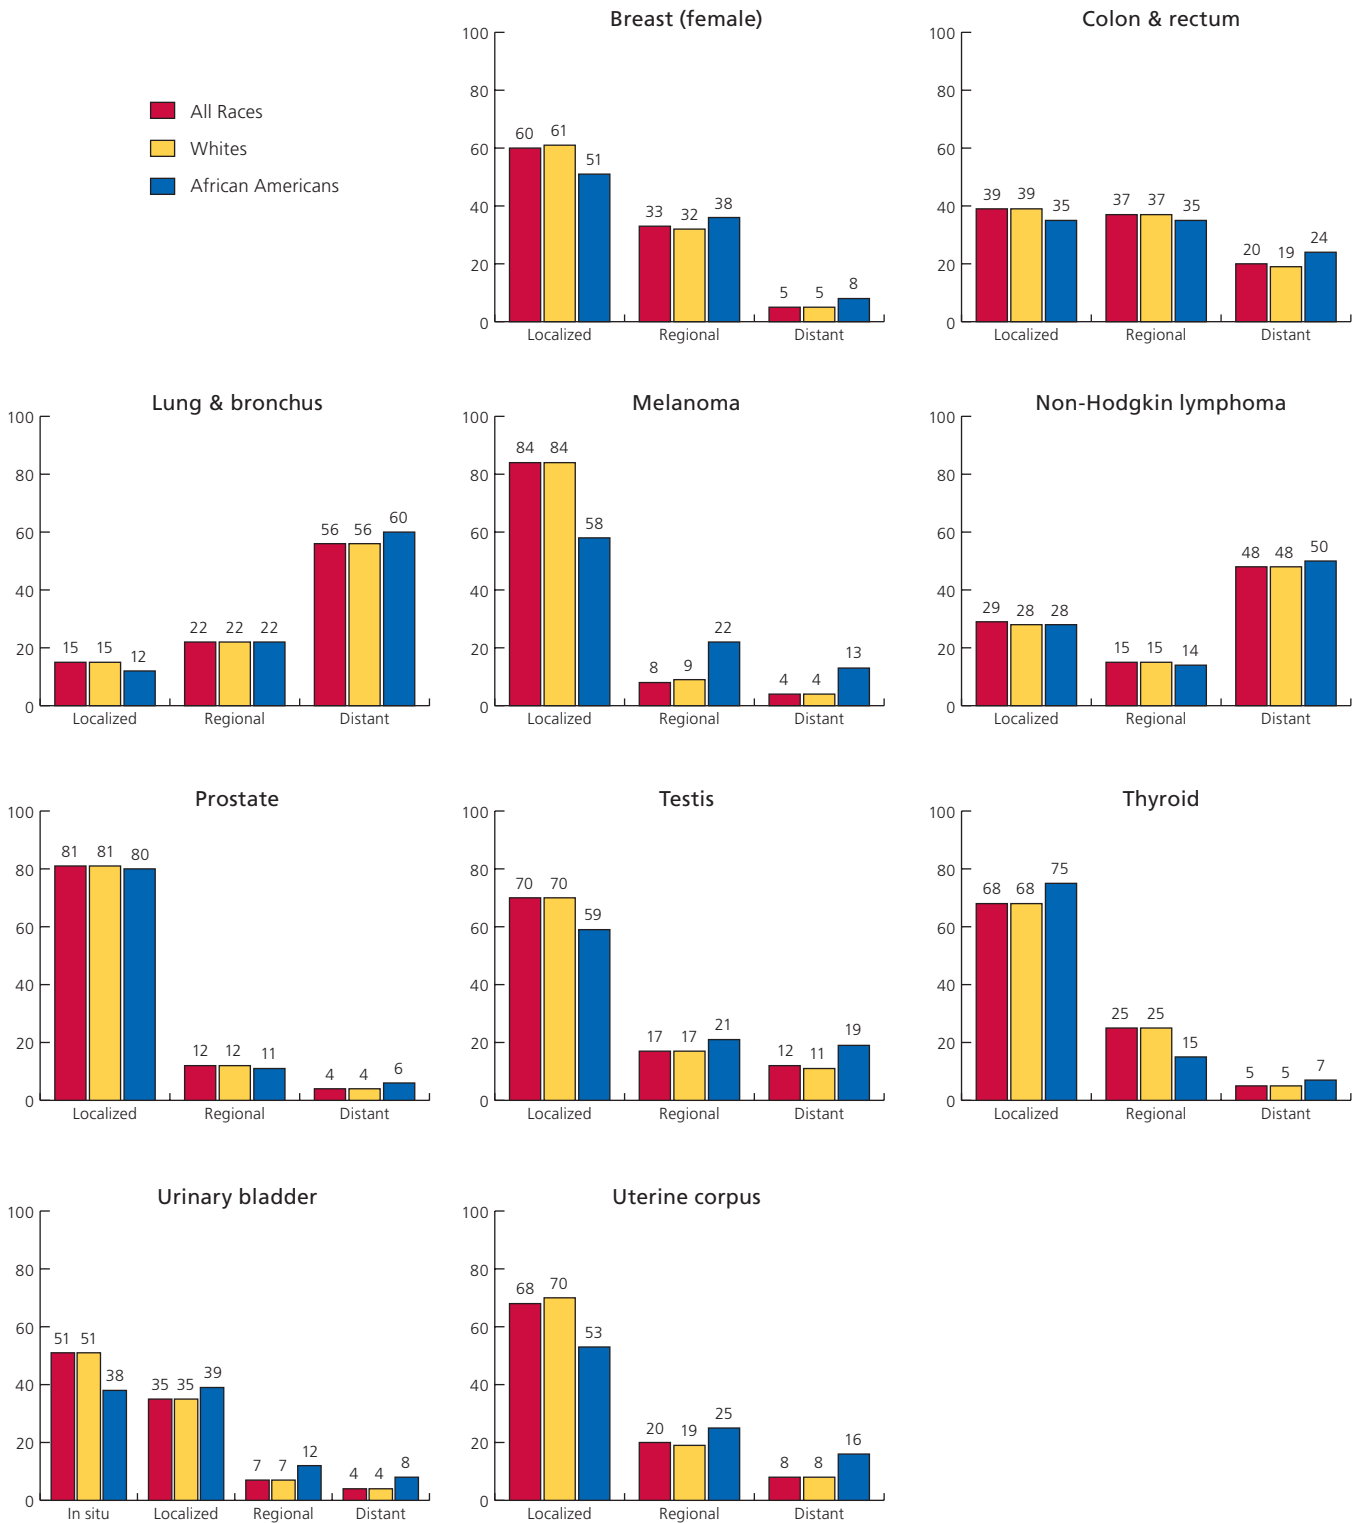 All Races
Whites
African Americans
Breast (female)
100
80
60
40
20
0
60 61 51
33 32 38
5 5 8
Localized Regional Distant
Colon & rectum
100
80
60
40
20
0
39 39 35
37 37 35
20 19 24
Localized Regional Distant
Lung & bronchus
100
80
60
40
20
0
15 15 12
22 22 22
56 56 60
Localized Regional Distant
Melanoma
100
80
60
40
20
0
84 84 58
8 9 22
4 4 13
Localized Regional Distant
Non-Hodgkin lymphoma
100
80
60
40
20
0
29 28 28
15 15 14
48 48 50
Localized Regional Distant
Prostate
100
80
60
40
20
0
81 81 80
12 12 11
4 4 6
Localized Regional Distant
Testis
100
80
60
40
20
0
70 70 59
17 17 21
12 11 19
Localized Regional Distant
Thyroid
100
80
60
40
20
0
68 68 75
25 25 15
5 5 7
Localized Regional Distant
Urinary bladder
100
80
60
40
20
0
51 51 38
35 35 39
7 7 12
4 4 8
In situ Localized Regional Distant
Uterine corpus
100
80
60
40
20
0
68 70 53
20 19 25
8 8 16
Localized Regional Distant